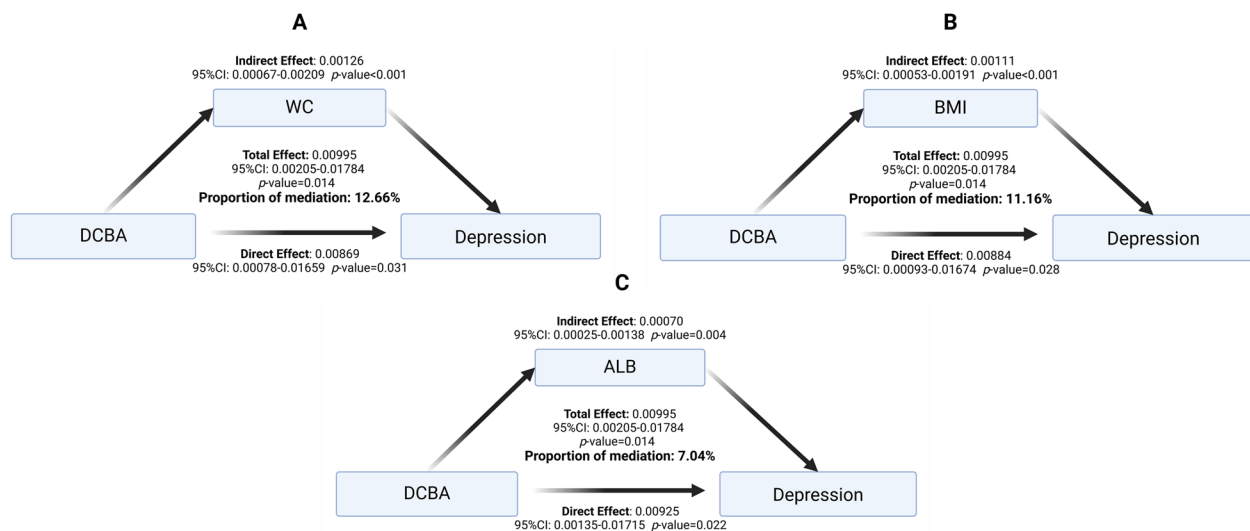 A
Indirect Effect: 0.00126
95%CI: 0.00067-0.00209 p-value<0.001
WC
Total Effect: 0.00995
95%CI: 0.00205-0.01784
p-value=0.014
Proportion of mediation: 12.66%
DCBA
Depression
Direct Effect: 0.00869
95%CI: 0.00078-0.01659 p-value=0.031
B
Indirect Effect: 0.00111
95%CI: 0.00053-0.00191 p-value<0.001
BMI
Total Effect: 0.00995
95%CI: 0.00205-0.01784
p-value=0.014
Proportion of mediation: 11.16%
DCBA
Depression
Direct Effect: 0.00884
95%CI: 0.00093-0.01674 p-value=0.028
C
Indirect Effect: 0.00070
95%CI: 0.00025-0.00138 p-value=0.004
ALB
Total Effect: 0.00995
95%CI: 0.00205-0.01784
p-value=0.014
Proportion of mediation: 7.04%
DCBA
Depression
Direct Effect: 0.00925
95%CI: 0.00135-0.01715 p-value=0.022